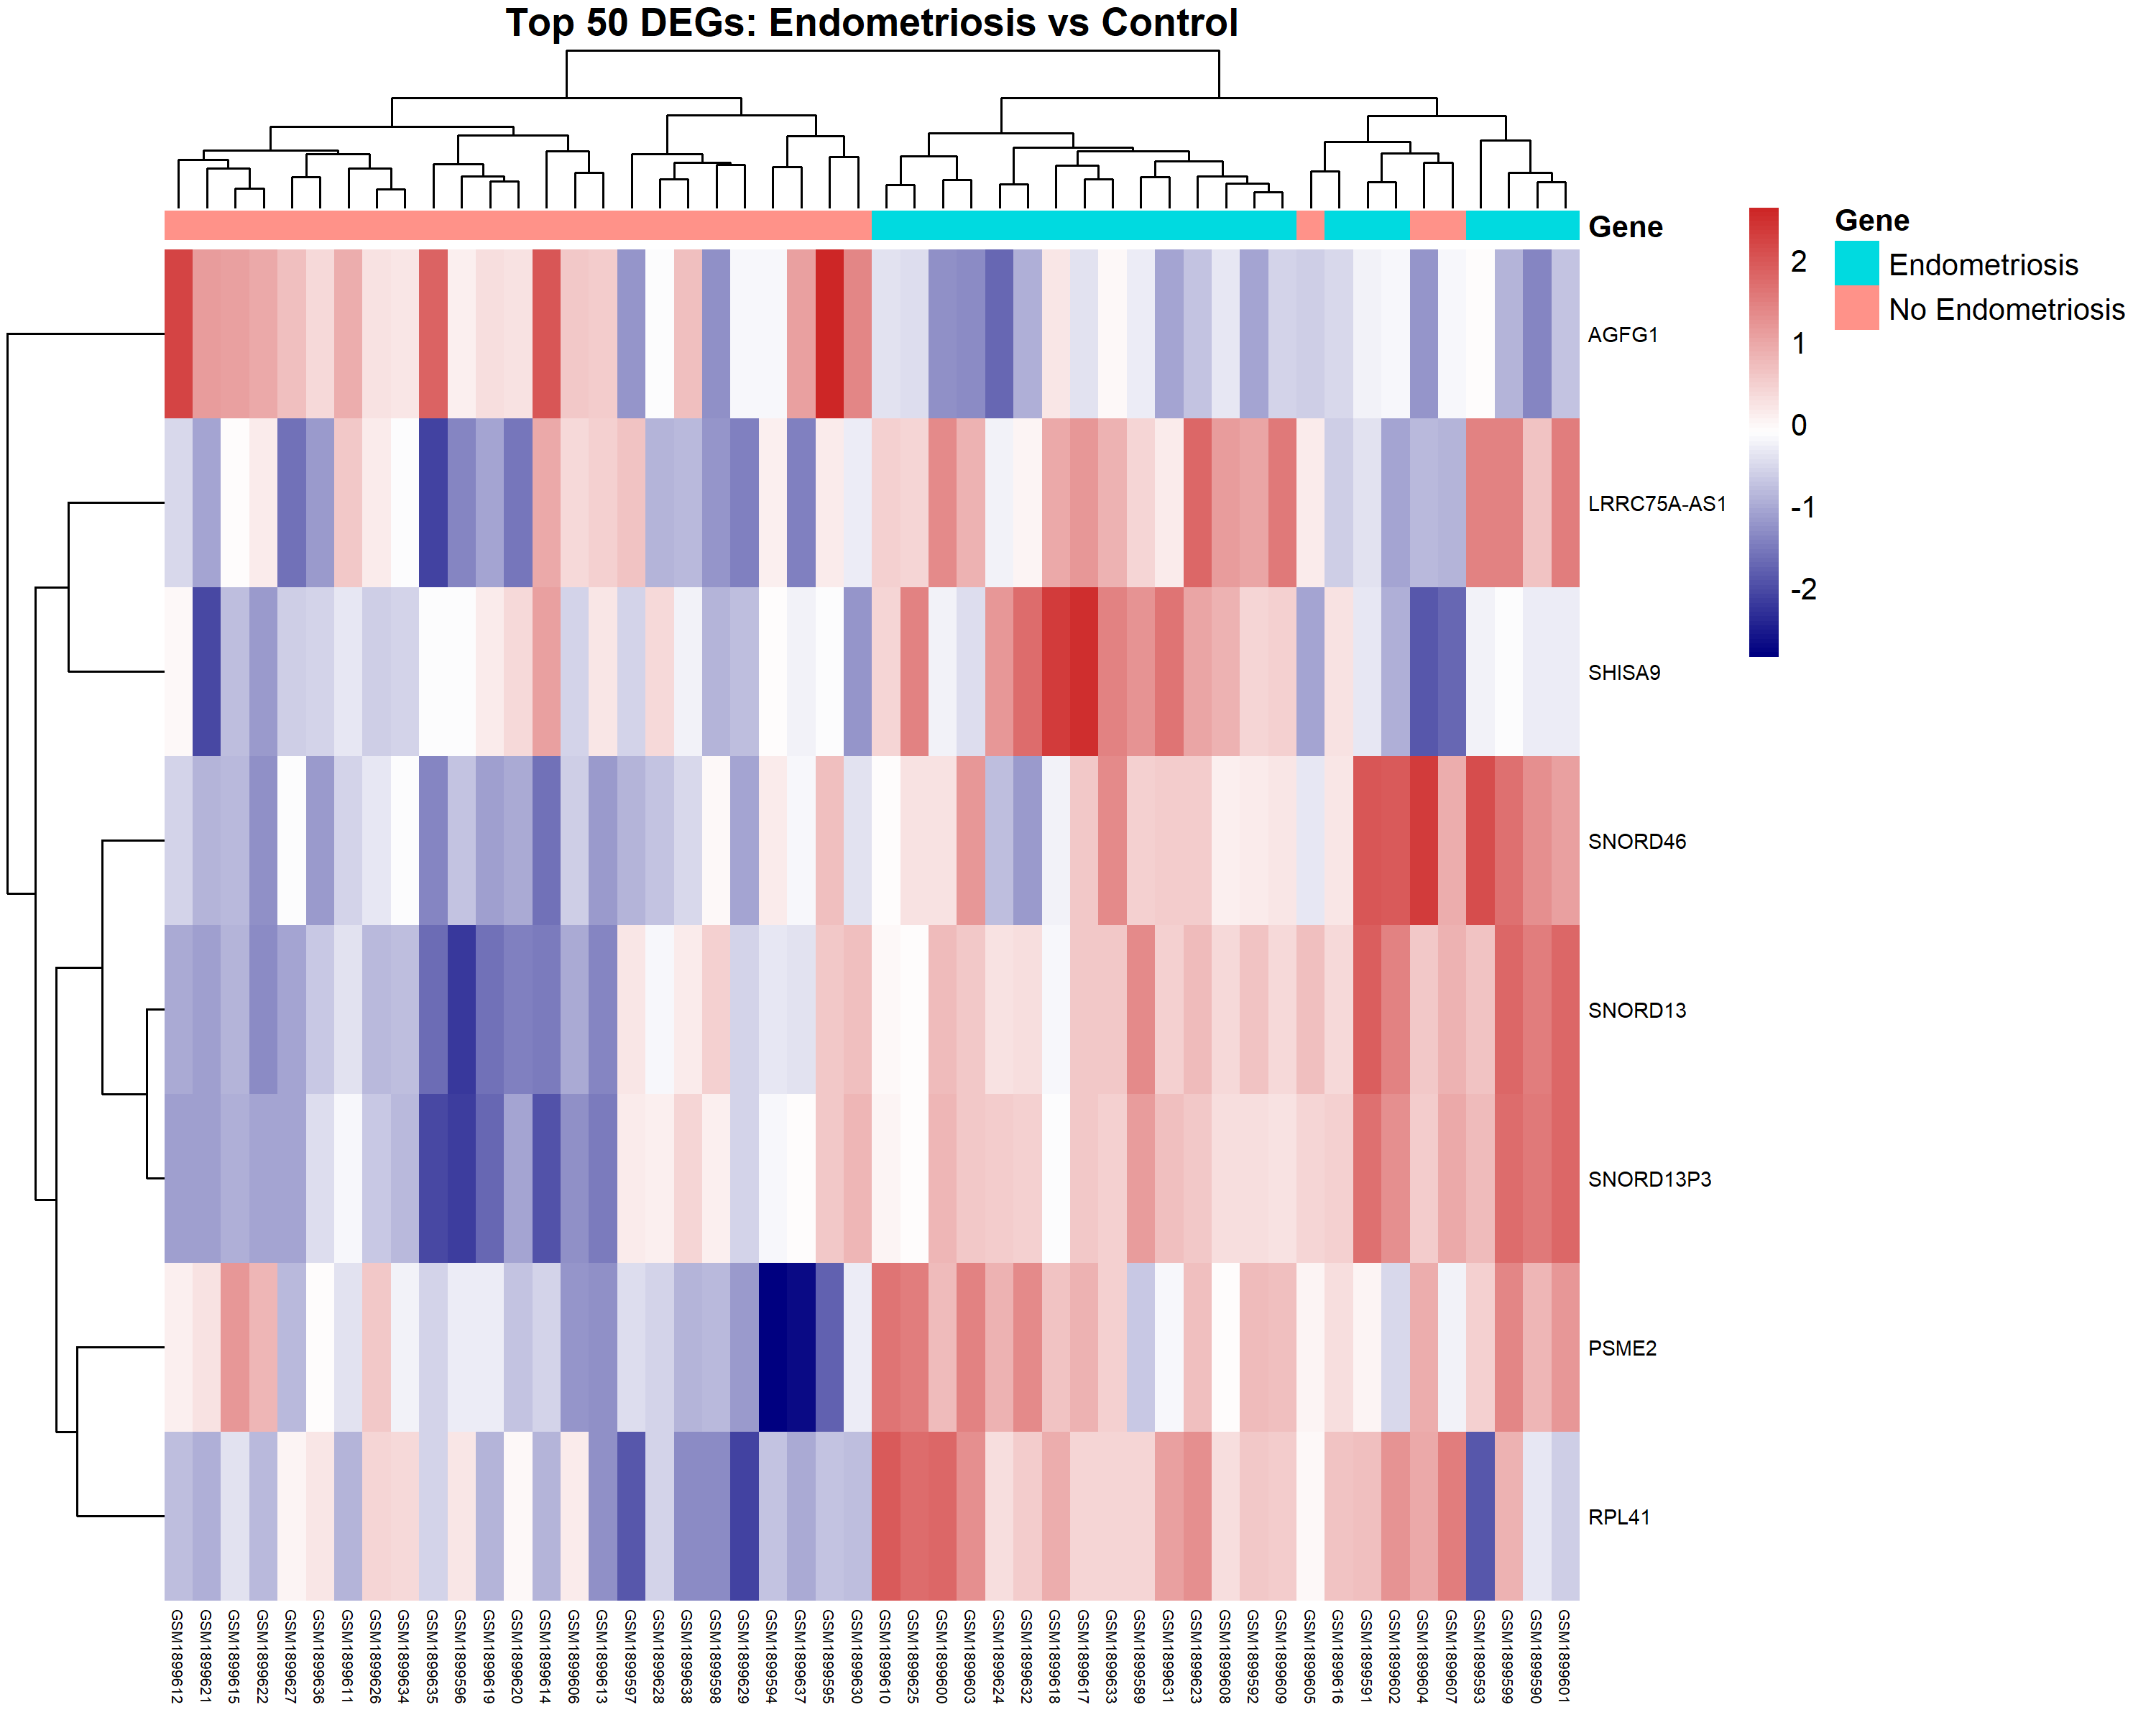 Top 50 DEGs: Endometriosis vs Control
Gene
AGFG1
LRRC75A-AS1
SHISA9
SNORD46
SNORD13
SNORD13P3
PSME2
RPL41
2
1
0
-1
-2
Gene
Endometriosis
No Endometriosis
GSM1899612
GSM1899621
GSM1899615
GSM1899622
GSM1899627
GSM1899636
GSM1899611
GSM1899626
GSM1899634
GSM1899635
GSM1899596
GSM1899619
GSM1899620
GSM1899614
GSM1899606
GSM1899613
GSM1899597
GSM1899628
GSM1899638
GSM1899598
GSM1899629
GSM1899594
GSM1899637
GSM1899595
GSM1899630
GSM1899610
GSM1899625
GSM1899600
GSM1899603
GSM1899624
GSM1899632
GSM1899618
GSM1899617
GSM1899633
GSM1899589
GSM1899631
GSM1899623
GSM1899608
GSM1899592
GSM1899609
GSM1899605
GSM1899616
GSM1899591
GSM1899602
GSM1899604
GSM1899607
GSM1899593
GSM1899599
GSM1899590
GSM1899601